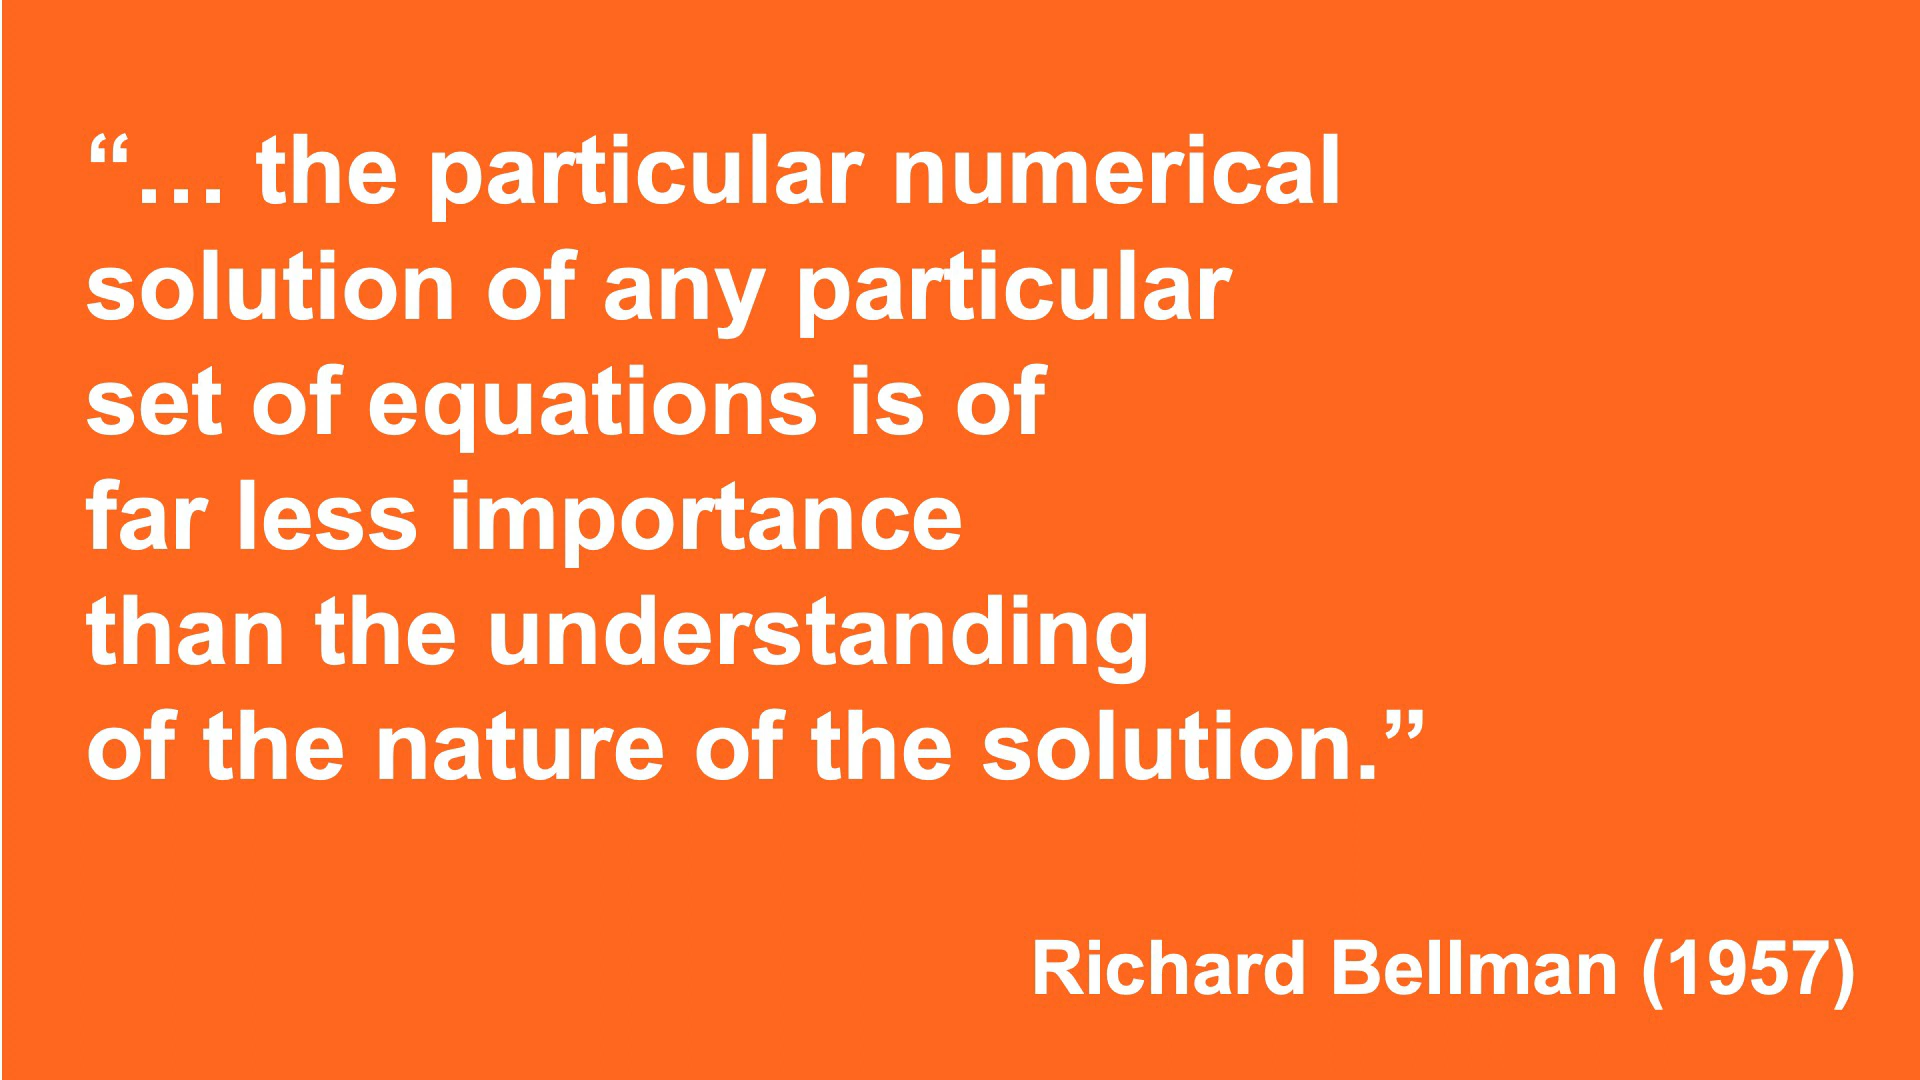 “… the particular numerical
solution of any particular
set of equations is of
far less importance
than the understanding
of the nature of the solution.”
Richard Bellman (1957)